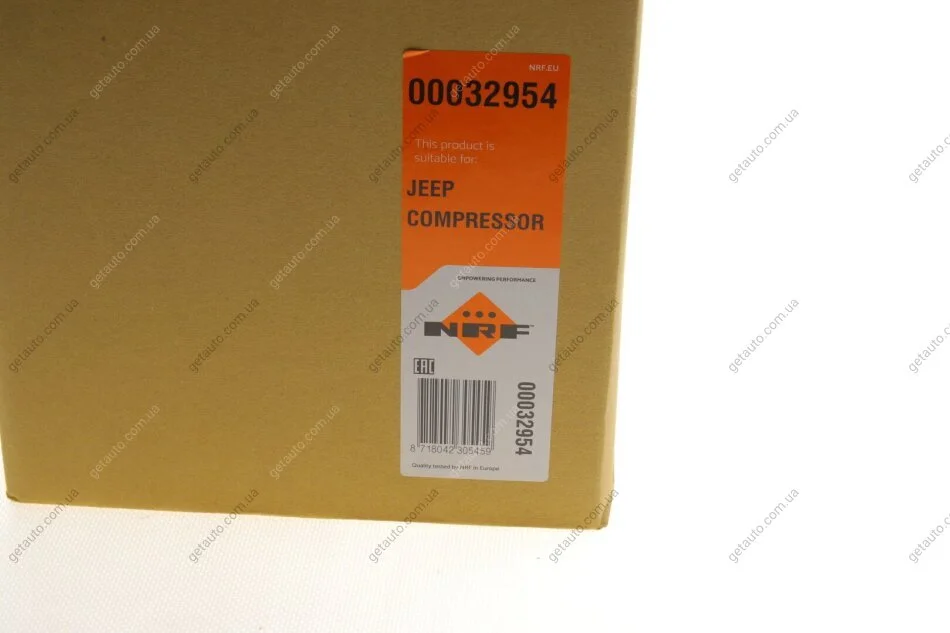 NRF.EU
00032954
This product is
suitable for:
JEEP
COMPRESSOR
EMPOWERING PERFORMANCE
NRF
EAC
00032954
8 718042 305459
Quality tested by NRF in Europe
getauto.com.ua